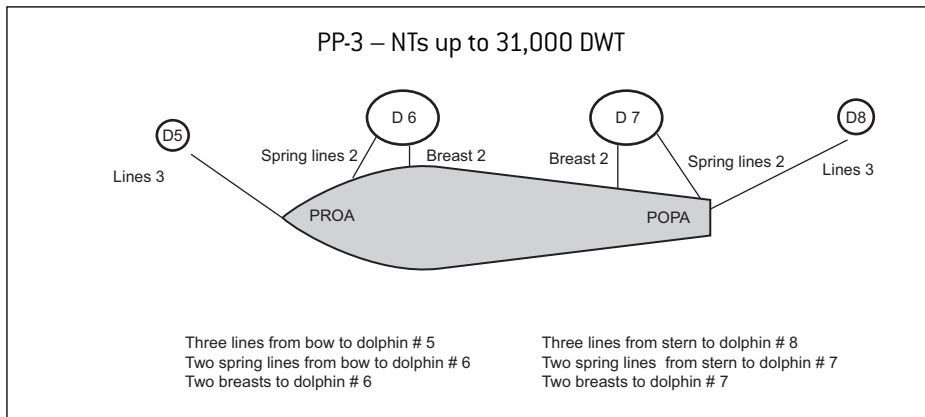 PP-3 – NTs up to 31,000 DWT
D5
D 6
D 7
D8
Lines 3
Spring lines 2
Breast 2
Breast 2
Spring lines 2
Lines 3
PROA
POPA
Three lines from bow to dolphin # 5
Two spring lines from bow to dolphin # 6
Two breasts to dolphin # 6
Three lines from stern to dolphin # 8
Two spring lines from stern to dolphin # 7
Two breasts to dolphin # 7